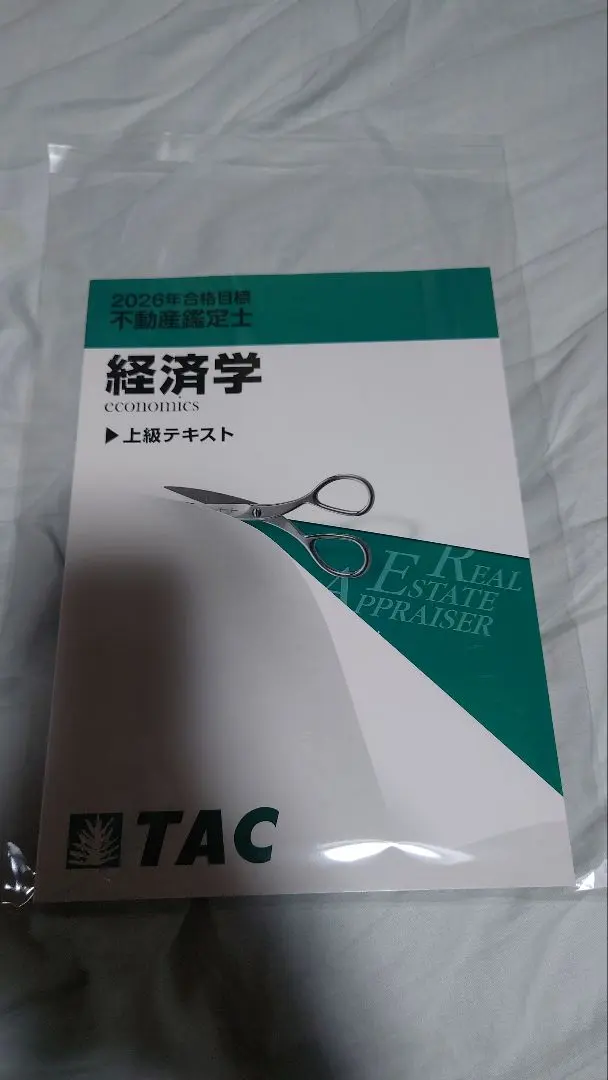 2026年合格目標
不動産鑑定士
経済学
economics
▶上級テキスト
REAL
ESTATE
APPRAISER
TAC